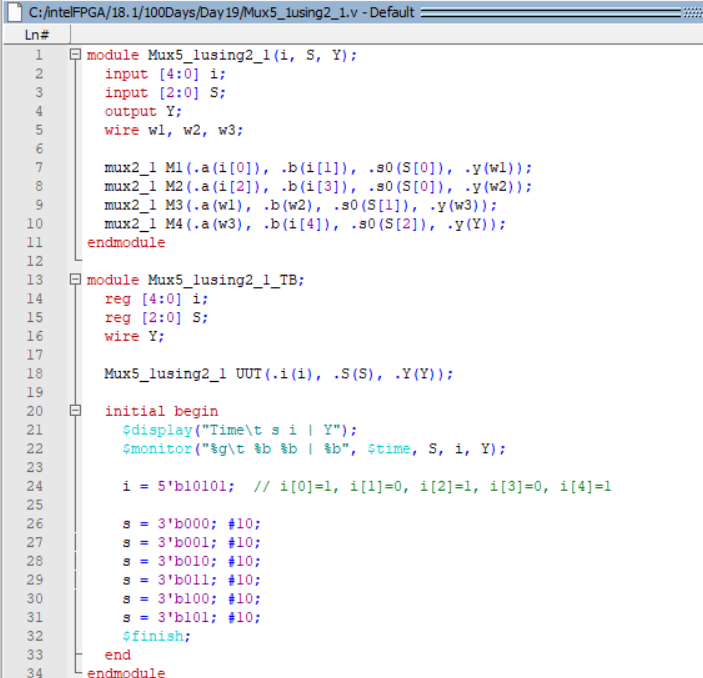 C:/intelFPGA/18.1/100Days/Day19/Mux5_1using2_1.v - Default
Ln#
1 module Mux5_1using2_1(i, S, Y);
2 input [4:0] i;
3 input [2:0] S;
4 output Y;
5 wire w1, w2, w3;
6
7 mux2_1 M1(.a(i[0]), .b(i[1]), .s0(S[0]), .y(w1));
8 mux2_1 M2(.a(i[2]), .b(i[3]), .s0(S[0]), .y(w2));
9 mux2_1 M3(.a(w1), .b(w2), .s0(S[1]), .y(w3));
10 mux2_1 M4(.a(w3), .b(i[4]), .s0(S[2]), .y(Y));
11 endmodule
12
13 module Mux5_1using2_1_TB;
14 reg [4:0] i;
15 reg [2:0] S;
16 wire Y;
17
18 Mux5_1using2_1 UUT(.i(i), .S(S), .Y(Y));
19
20 initial begin
21 $display("Time\t s i | Y");
22 $monitor("%g\t %b %b | %b", $time, S, i, Y);
23
24 i = 5'b10101; // i[0]=1, i[1]=0, i[2]=1, i[3]=0, i[4]=1
25
26 s = 3'b000; #10;
27 s = 3'b001; #10;
28 s = 3'b010; #10;
29 s = 3'b011; #10;
30 s = 3'b100; #10;
31 s = 3'b101; #10;
32 $finish;
33 end
34 endmodule